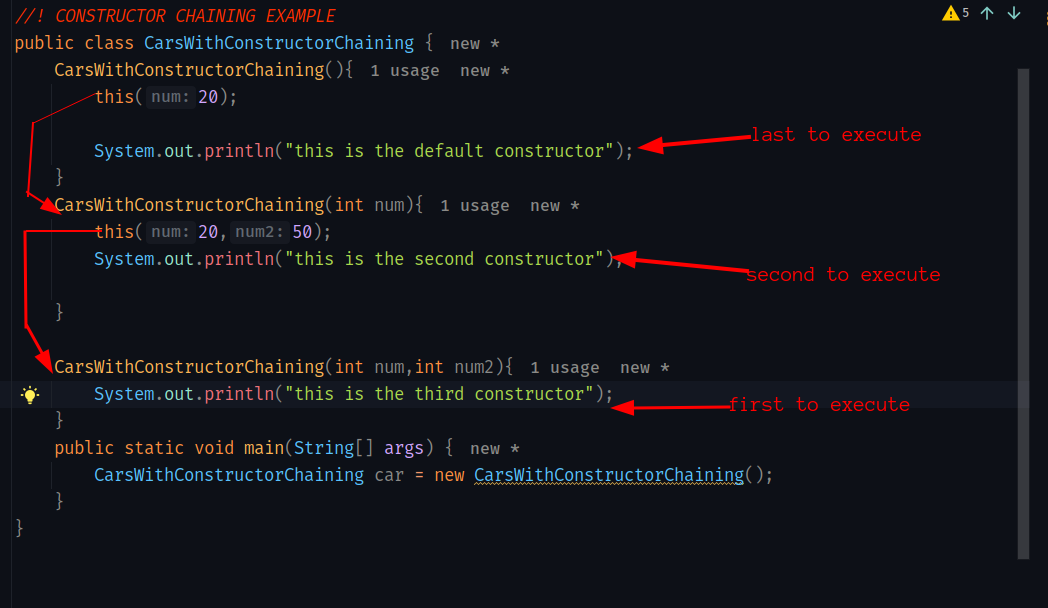 //! CONSTRUCTOR CHAINING EXAMPLE
5
public class CarsWithConstructorChaining { new *
CarsWithConstructorChaining(){ 1 usage new *
this( num: 20);
System.out.println("this is the default constructor");
last to execute
}
CarsWithConstructorChaining(int num){ 1 usage new *
this( num: 20, num2: 50);
System.out.println("this is the second constructor");
second to execute
}
CarsWithConstructorChaining(int num,int num2){ 1 usage new *
System.out.println("this is the third constructor");
first to execute
}
public static void main(String[] args) { new *
CarsWithConstructorChaining car = new CarsWithConstructorChaining();
}
}